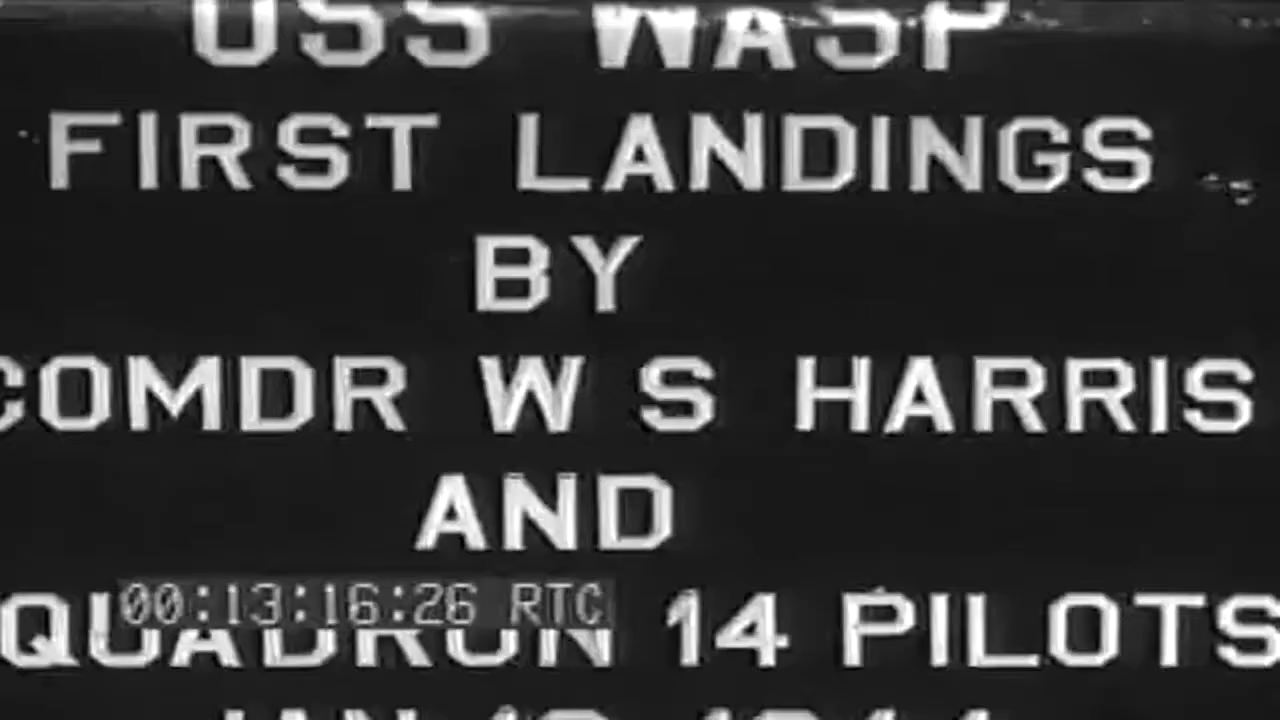 USS WASP
FIRST LANDINGS
BY
COMDR W S HARRIS
AND
QUADRON 14 PILOTS
00:13:16:26 RTC